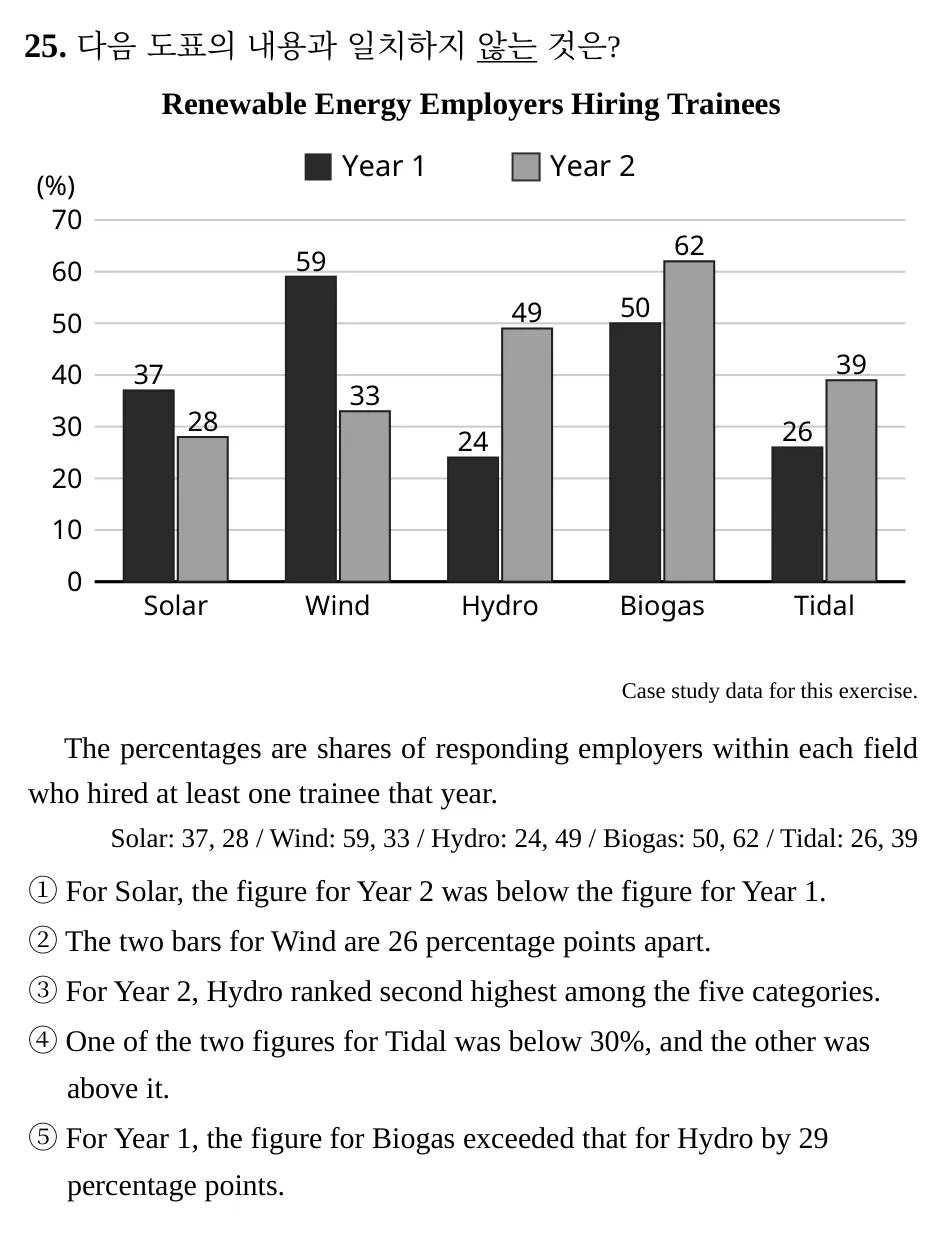 25. 다음 도표의 내용과 일치하지 않는 것은?
Renewable Energy Employers Hiring Trainees
Year 1 Year 2
(%)
70
60
50
40
30
20
10
0
37 28 59 33 24 49 50 62 26 39
Solar Wind Hydro Biogas Tidal
Case study data for this exercise.
The percentages are shares of responding employers within each field
who hired at least one trainee that year.
Solar: 37, 28 / Wind: 59, 33 / Hydro: 24, 49 / Biogas: 50, 62 / Tidal: 26, 39
① For Solar, the figure for Year 2 was below the figure for Year 1.
② The two bars for Wind are 26 percentage points apart.
③ For Year 2, Hydro ranked second highest among the five categories.
④ One of the two figures for Tidal was below 30%, and the other was
above it.
⑤ For Year 1, the figure for Biogas exceeded that for Hydro by 29
percentage points.